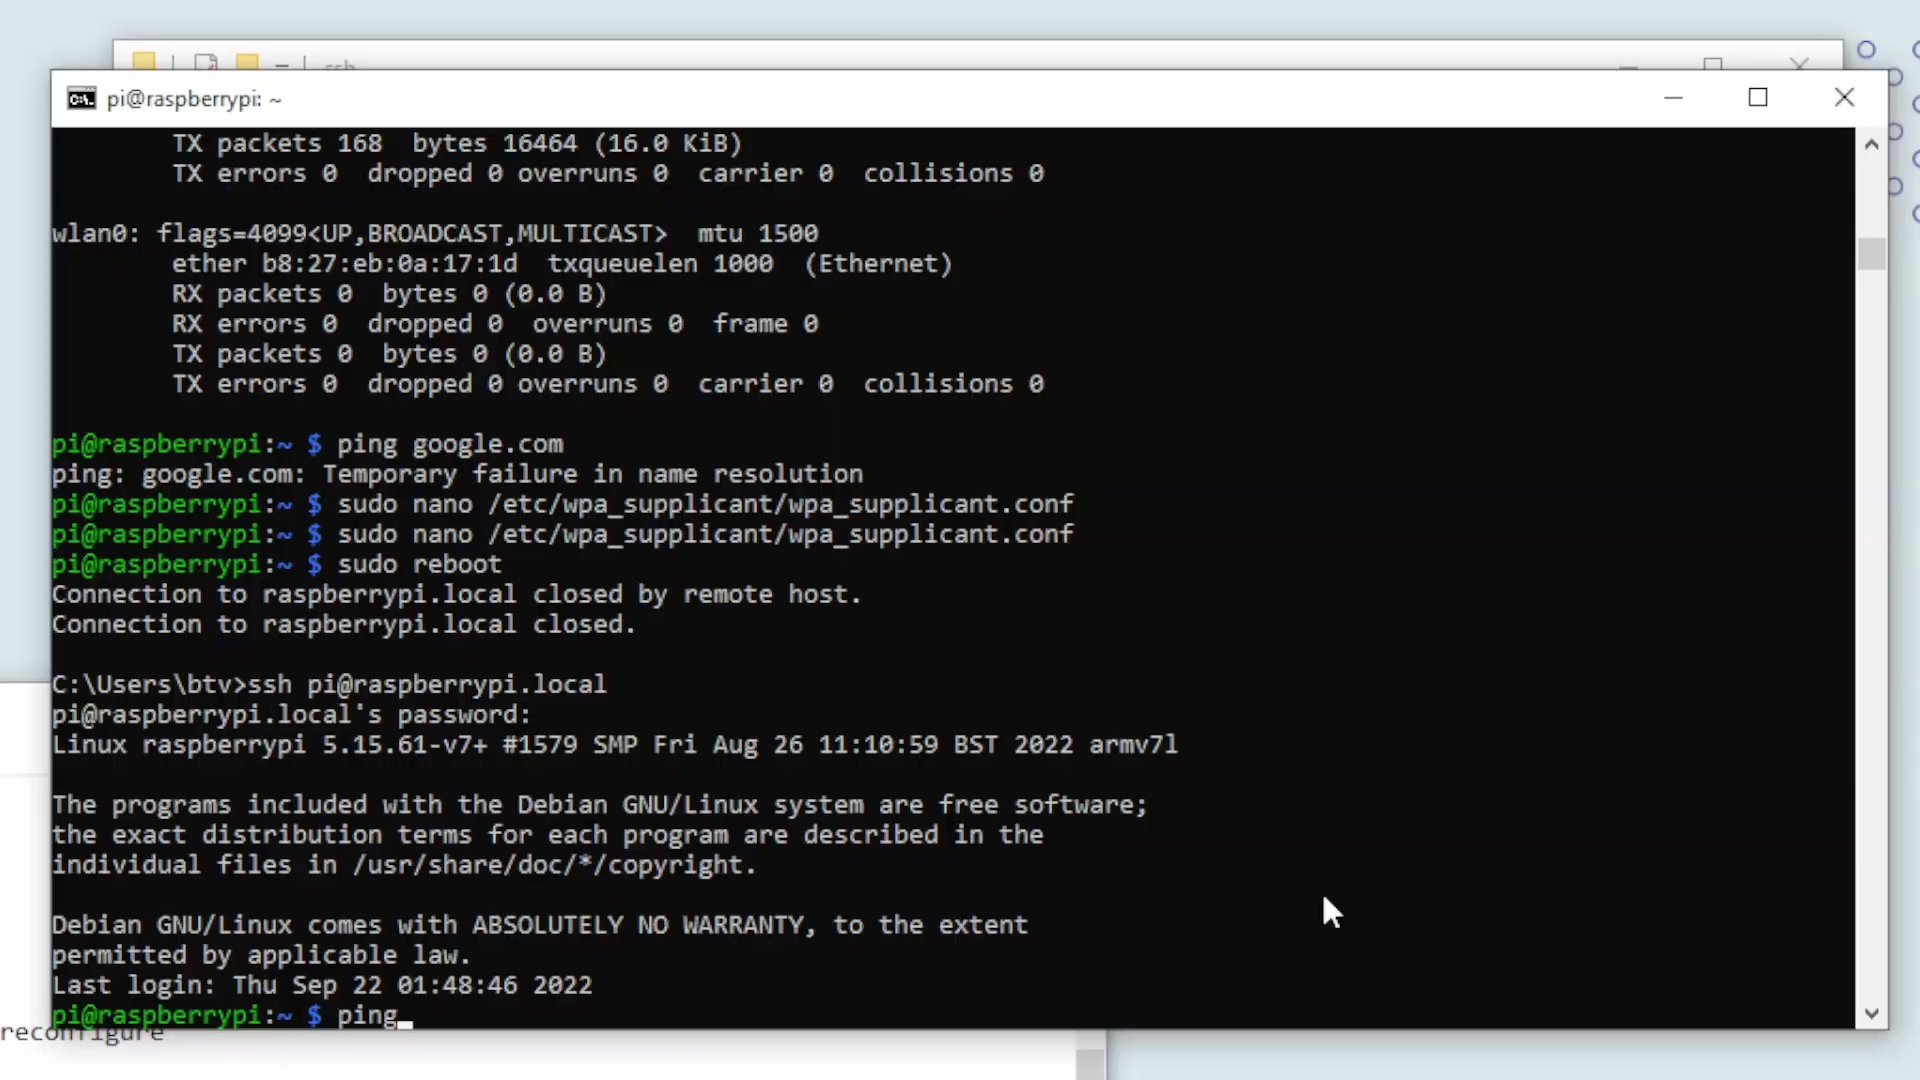 ssh
pi@raspberrypi: ~
TX packets 168  bytes 16464 (16.0 KiB)
TX errors 0  dropped 0 overruns 0  carrier 0  collisions 0
wlan0: flags=4099<UP,BROADCAST,MULTICAST>  mtu 1500
ether b8:27:eb:0a:17:1d  txqueuelen 1000  (Ethernet)
RX packets 0  bytes 0 (0.0 B)
RX errors 0  dropped 0  overruns 0  frame 0
TX packets 0  bytes 0 (0.0 B)
TX errors 0  dropped 0 overruns 0  carrier 0  collisions 0
pi@raspberrypi:~ $ ping google.com
ping: google.com: Temporary failure in name resolution
pi@raspberrypi:~ $ sudo nano /etc/wpa_supplicant/wpa_supplicant.conf
pi@raspberrypi:~ $ sudo nano /etc/wpa_supplicant/wpa_supplicant.conf
pi@raspberrypi:~ $ sudo reboot
Connection to raspberrypi.local closed by remote host.
Connection to raspberrypi.local closed.
C:\Users\btv>ssh pi@raspberrypi.local
pi@raspberrypi.local's password:
Linux raspberrypi 5.15.61-v7+ #1579 SMP Fri Aug 26 11:10:59 BST 2022 armv7l
The programs included with the Debian GNU/Linux system are free software;
the exact distribution terms for each program are described in the
individual files in /usr/share/doc/*/copyright.
Debian GNU/Linux comes with ABSOLUTELY NO WARRANTY, to the extent
permitted by applicable law.
Last login: Thu Sep 22 01:48:46 2022
pi@raspberrypi:~ $ ping
reconfigure